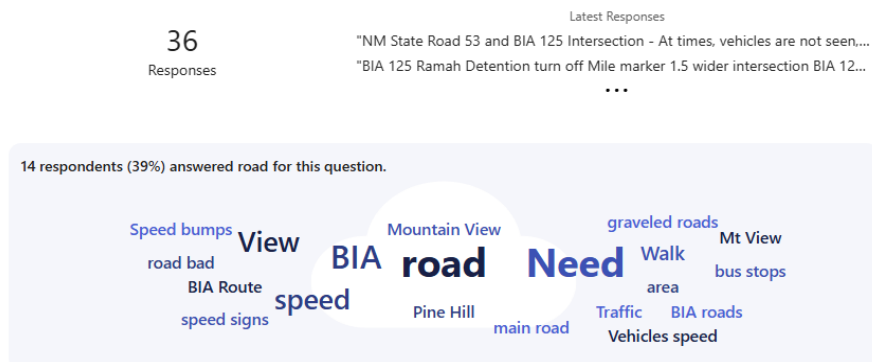 36
Responses
Latest Responses
"NM State Road 53 and BIA 125 Intersection - At times, vehicles are not seen,...
"BIA 125 Ramah Detention turn off Mile marker 1.5 wider intersection BIA 12...
...
14 respondents (39%) answered road for this question.
Speed bumps
View
Mountain View
graveled roads
Mt View
road bad
BIA
road
Need
Walk
bus stops
BIA Route
speed
area
speed signs
Pine Hill
main road
Traffic
BIA roads
Vehicles speed